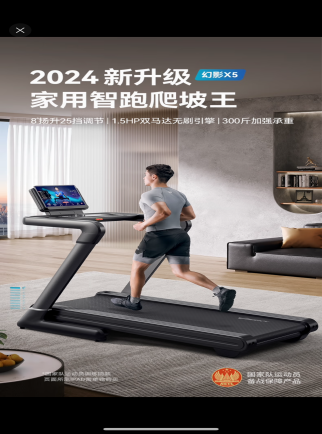 2024 新升级 幻影X5
家用智跑爬坡王
8°扬升25挡调节 | 1.5HP双马达无刷引擎 | 300斤加强承重
国家队运动员
备战保障产品